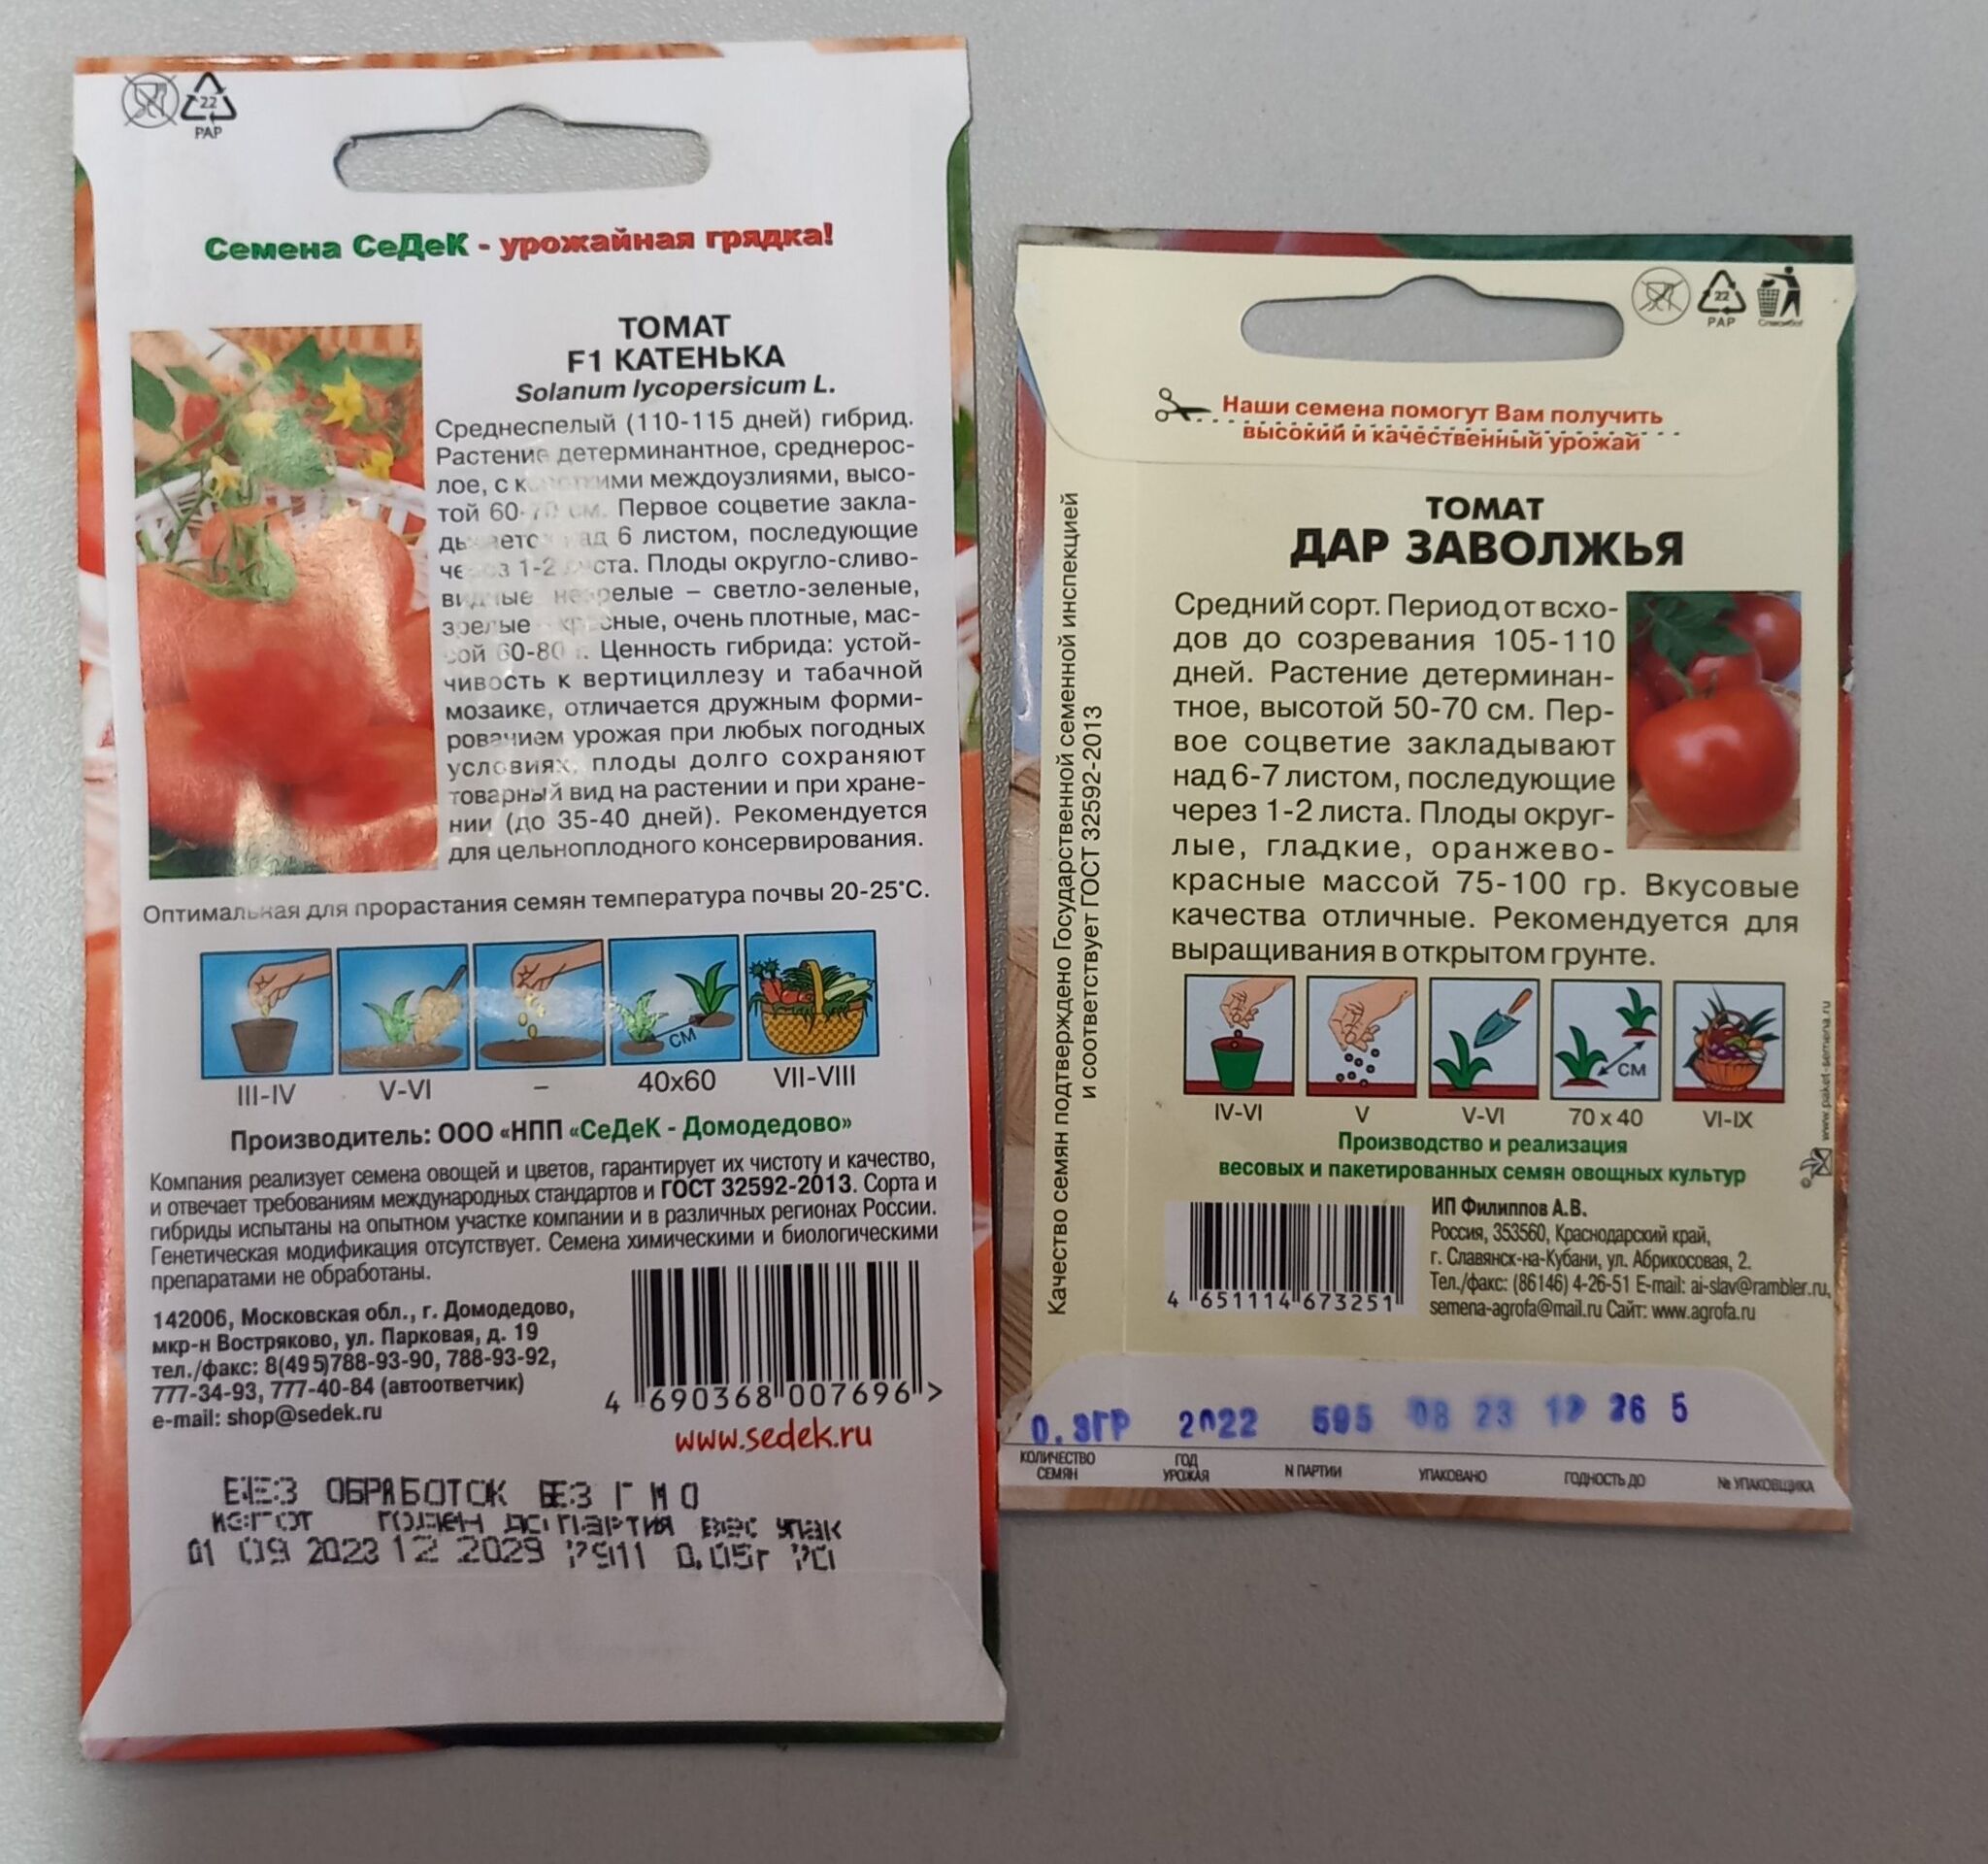 22
PAP
Семена СеДеК - урожайная грядка!
ТОМАТ
F1 КАТЕНЬКА
Solanum lycopersicum L.
Среднеспелый (110-115 дней) гибрид.
Растение детерминантное, среднерос-
лое, с короткими междоузлиями, высо-
той 60-70 см. Первое соцветие закла-
дывается над 6 листом, последующие
через 1-2 листа. Плоды округло-сливо-
видные, незрелые – светло-зеленые,
зрелые - красные, очень плотные, мас-
сой 60-80 г. Ценность гибрида: устой-
чивость к вертициллезу и табачной
мозаике, отличается дружным форми-
рованием урожая при любых погодных
условиях, плоды долго сохраняют
товарный вид на растении и при хране-
нии (до 35-40 дней). Рекомендуется
для цельноплодного консервирования.
Оптимальная для прорастания семян температура почвы 20-25°С.
СМ
III-IV V-VI – 40x60 VII-VIII
Производитель: ООО «НПП «СеДеК - Домодедово»
Компания реализует семена овощей и цветов, гарантирует их чистоту и качество,
и отвечает требованиям международных стандартов и ГОСТ 32592-2013. Сорта и
гибриды испытаны на опытном участке компании и в различных регионах России.
Генетическая модификация отсутствует. Семена химическими и биологическими
препаратами не обработаны.
142006, Московская обл., г. Домодедово,
мкр-н Востряково, ул. Парковая, д. 19
тел./факс: 8(495)788-93-90, 788-93-92,
777-34-93, 777-40-84 (автоответчик)
e-mail: shop@sedek.ru
4 690368 007696 >
www.sedek.ru
БЕЗ ОБРАБОТОК БЕЗ ГМО
изгот годен до партия вес упак
01 09 2023 12 2029 0.05г
22
PAP
Спасибо!
Наши семена помогут Вам получить
высокий и качественный урожай
ТОМАТ
ДАР ЗАВОЛЖЬЯ
Средний сорт. Период от всхо-
дов до созревания 105-110
дней. Растение детерминан-
тное, высотой 50-70 см. Пер-
вое соцветие закладывают
над 6-7 листом, последующие
через 1-2 листа. Плоды округ-
лые, гладкие, оранжево-
красные массой 75-100 гр. Вкусовые
качества отличные. Рекомендуется для
выращивания в открытом грунте.
СМ
IV-VI V V-VI 70 x 40 VI-IX
Производство и реализация
весовых и пакетированных семян овощных культур
ИП Филиппов А.В.
Россия, 353560, Краснодарский край,
г. Славянск-на-Кубани, ул. Абрикосовая, 2.
Тел./факс: (86146) 4-26-51 E-mail: ai-slav@rambler.ru,
semena-agrofa@mail.ru Сайт: www.agrofa.ru
4 651114 673251
Качество семян подтверждено Государственной семенной инспекцией
и соответствует ГОСТ 32592-2013
© www.paket-semena.ru
2022 595 08 23 12 26 5
КОЛИЧЕСТВО СЕМЯН ГОД УРОЖАЯ N ПАРТИИ УПАКОВАНО ГОДНОСТЬ ДО № УПАКОВЩИКА